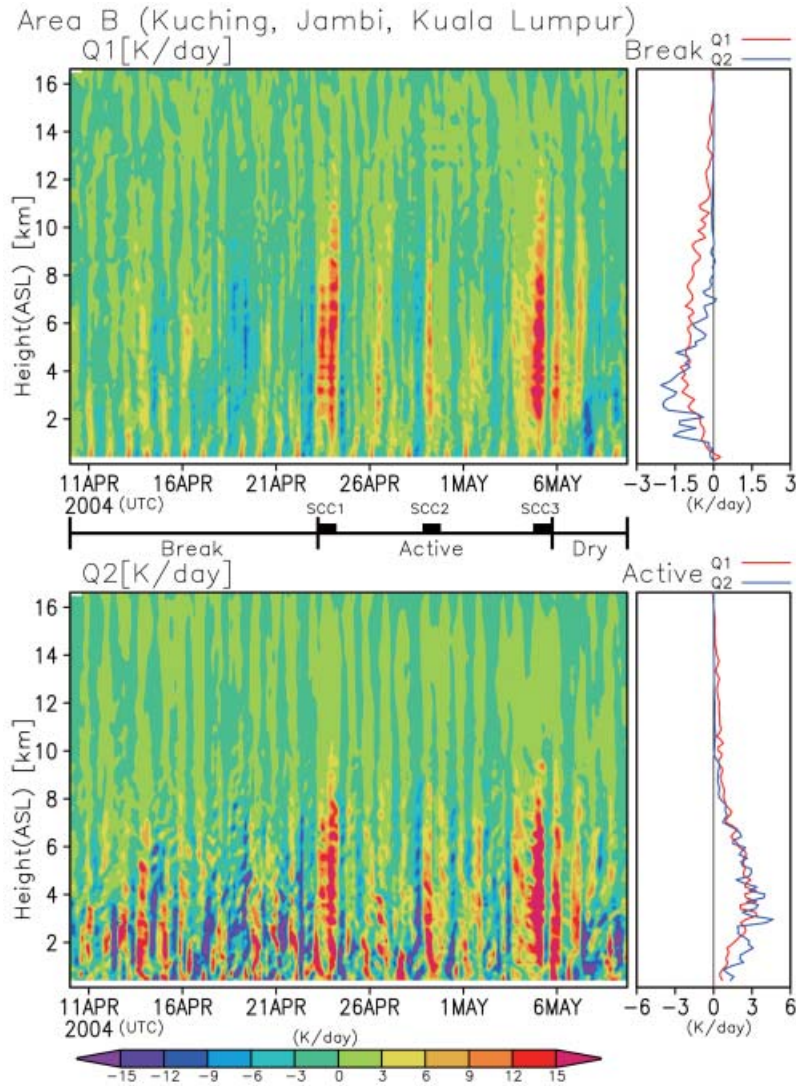 Area B (Kuching, Jambi, Kuala Lumpur)
Q1[K/day]
Break
Q1
Q2
Height(ASL) [km]
16
14
12
10
8
6
4
2
11APR 16APR 21APR 26APR 1MAY 6MAY
2004 (UTC)
-3 -1.5 0 1.5 3
(K/day)
SCC1 SCC2 SCC3
Break Active Dry
Q2[K/day]
Active
Q1
Q2
Height(ASL) [km]
16
14
12
10
8
6
4
2
11APR 16APR 21APR 26APR 1MAY 6MAY
2004 (UTC)
-6 -3 0 3 6
(K/day)
(K/day)
-15 -12 -9 -6 -3 0 3 6 9 12 15